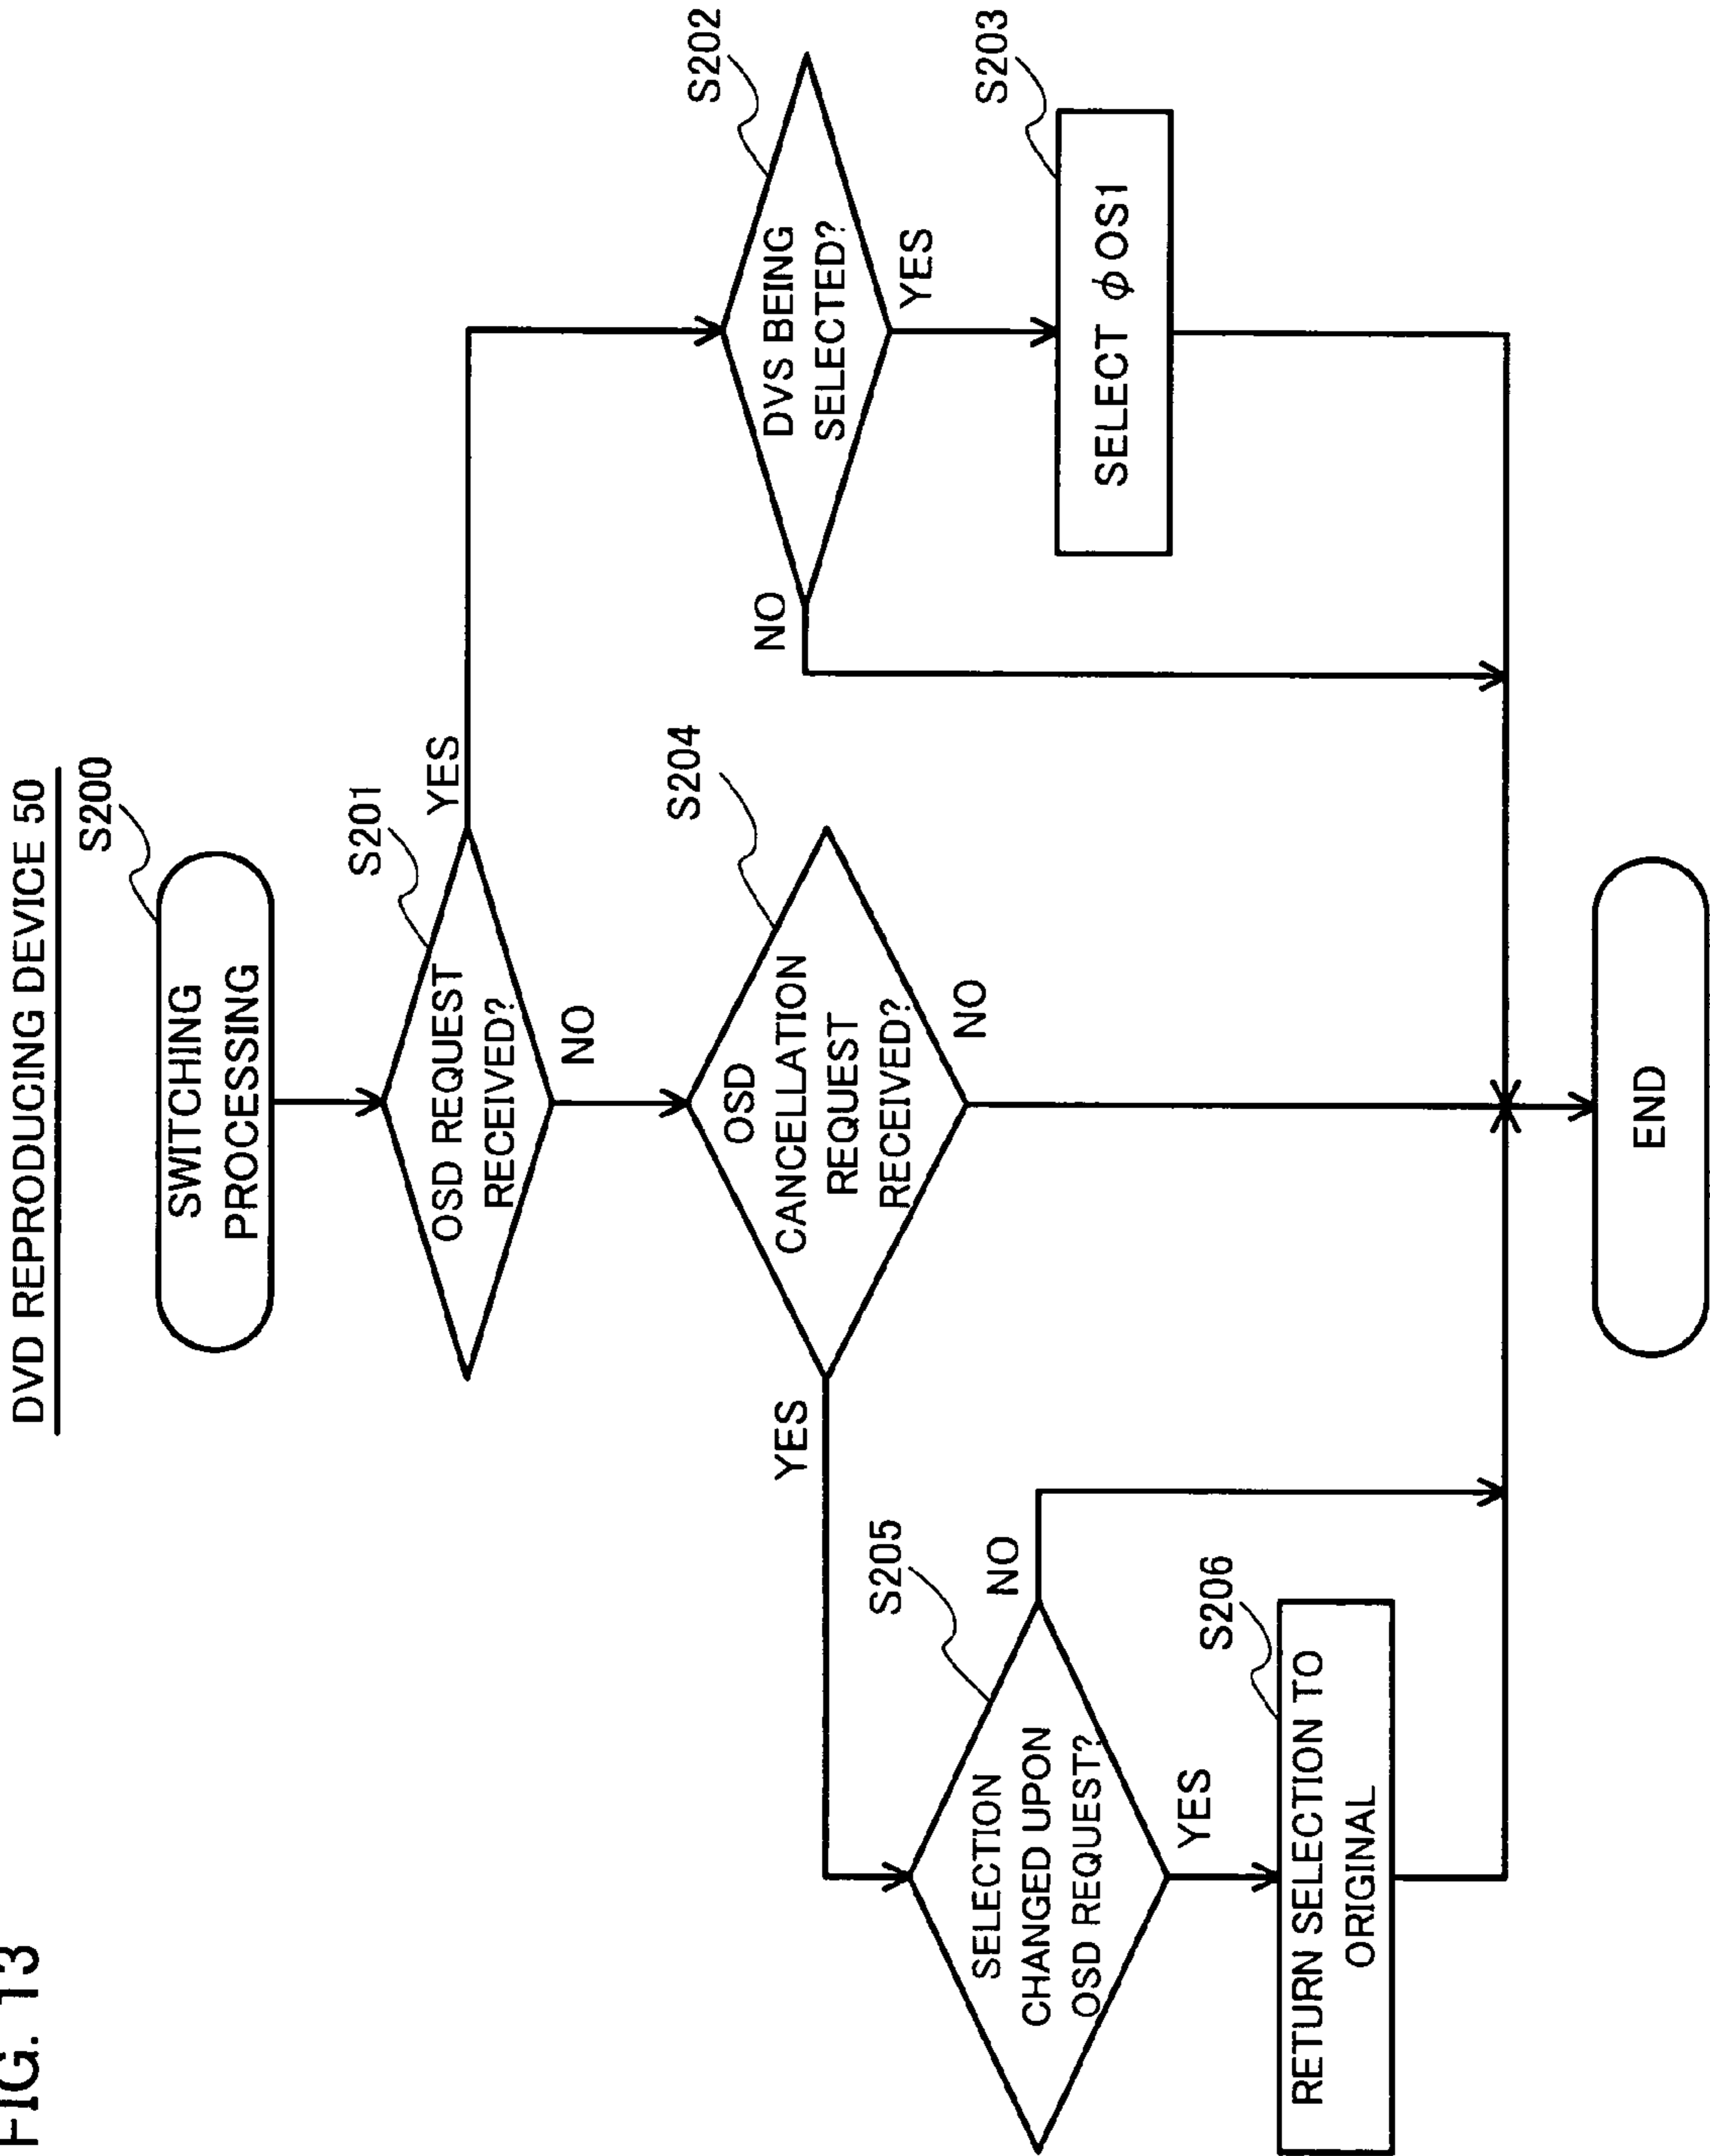 FIG. 13
DVD REPRODUCING DEVICE 50
S200
SWITCHING
PROCESSING
S201
OSD REQUEST
RECEIVED?
YES
NO
S202
DVS BEING
SELECTED?
NO
YES
S203
SELECT φOS1
S204
OSD
CANCELLATION
REQUEST
RECEIVED?
YES
NO
S205
SELECTION
CHANGED UPON
OSD REQUEST?
NO
YES
S206
RETURN SELECTION TO
ORIGINAL
END